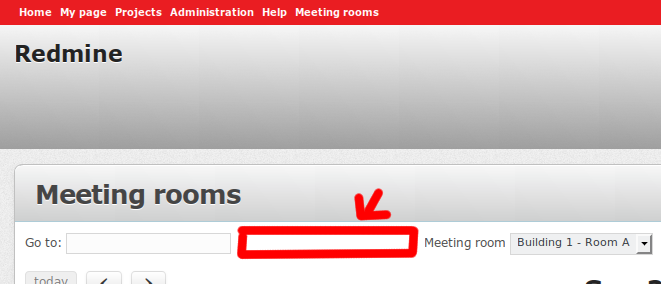 Home My page Projects Administration Help Meeting rooms
Redmine
Meeting rooms
Go to: Meeting room Building 1 - Room A
today